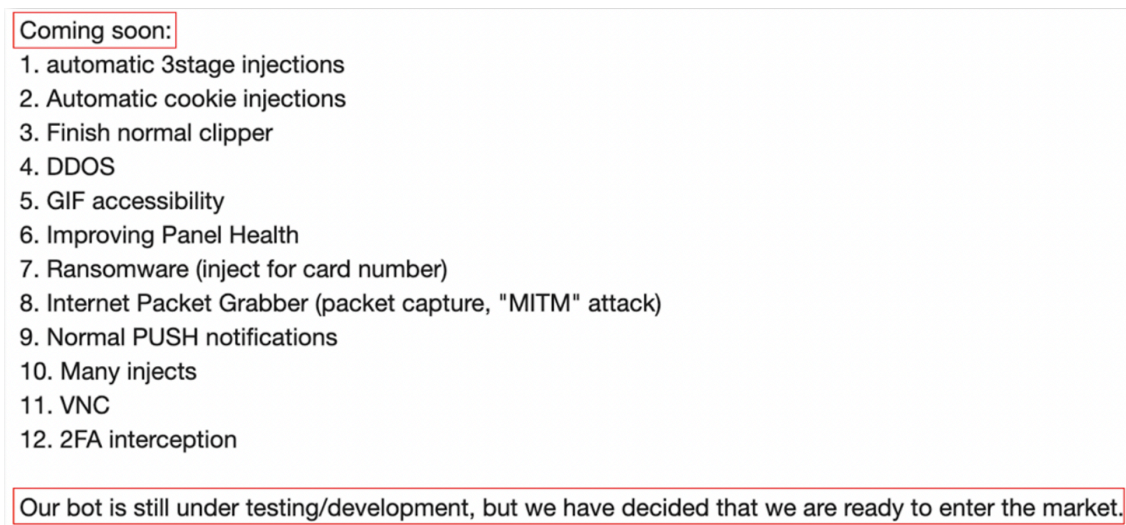 Coming soon:
1. automatic 3stage injections
2. Automatic cookie injections
3. Finish normal clipper
4. DDOS
5. GIF accessibility
6. Improving Panel Health
7. Ransomware (inject for card number)
8. Internet Packet Grabber (packet capture, "MITM" attack)
9. Normal PUSH notifications
10. Many injects
11. VNC
12. 2FA interception
Our bot is still under testing/development, but we have decided that we are ready to enter the market.